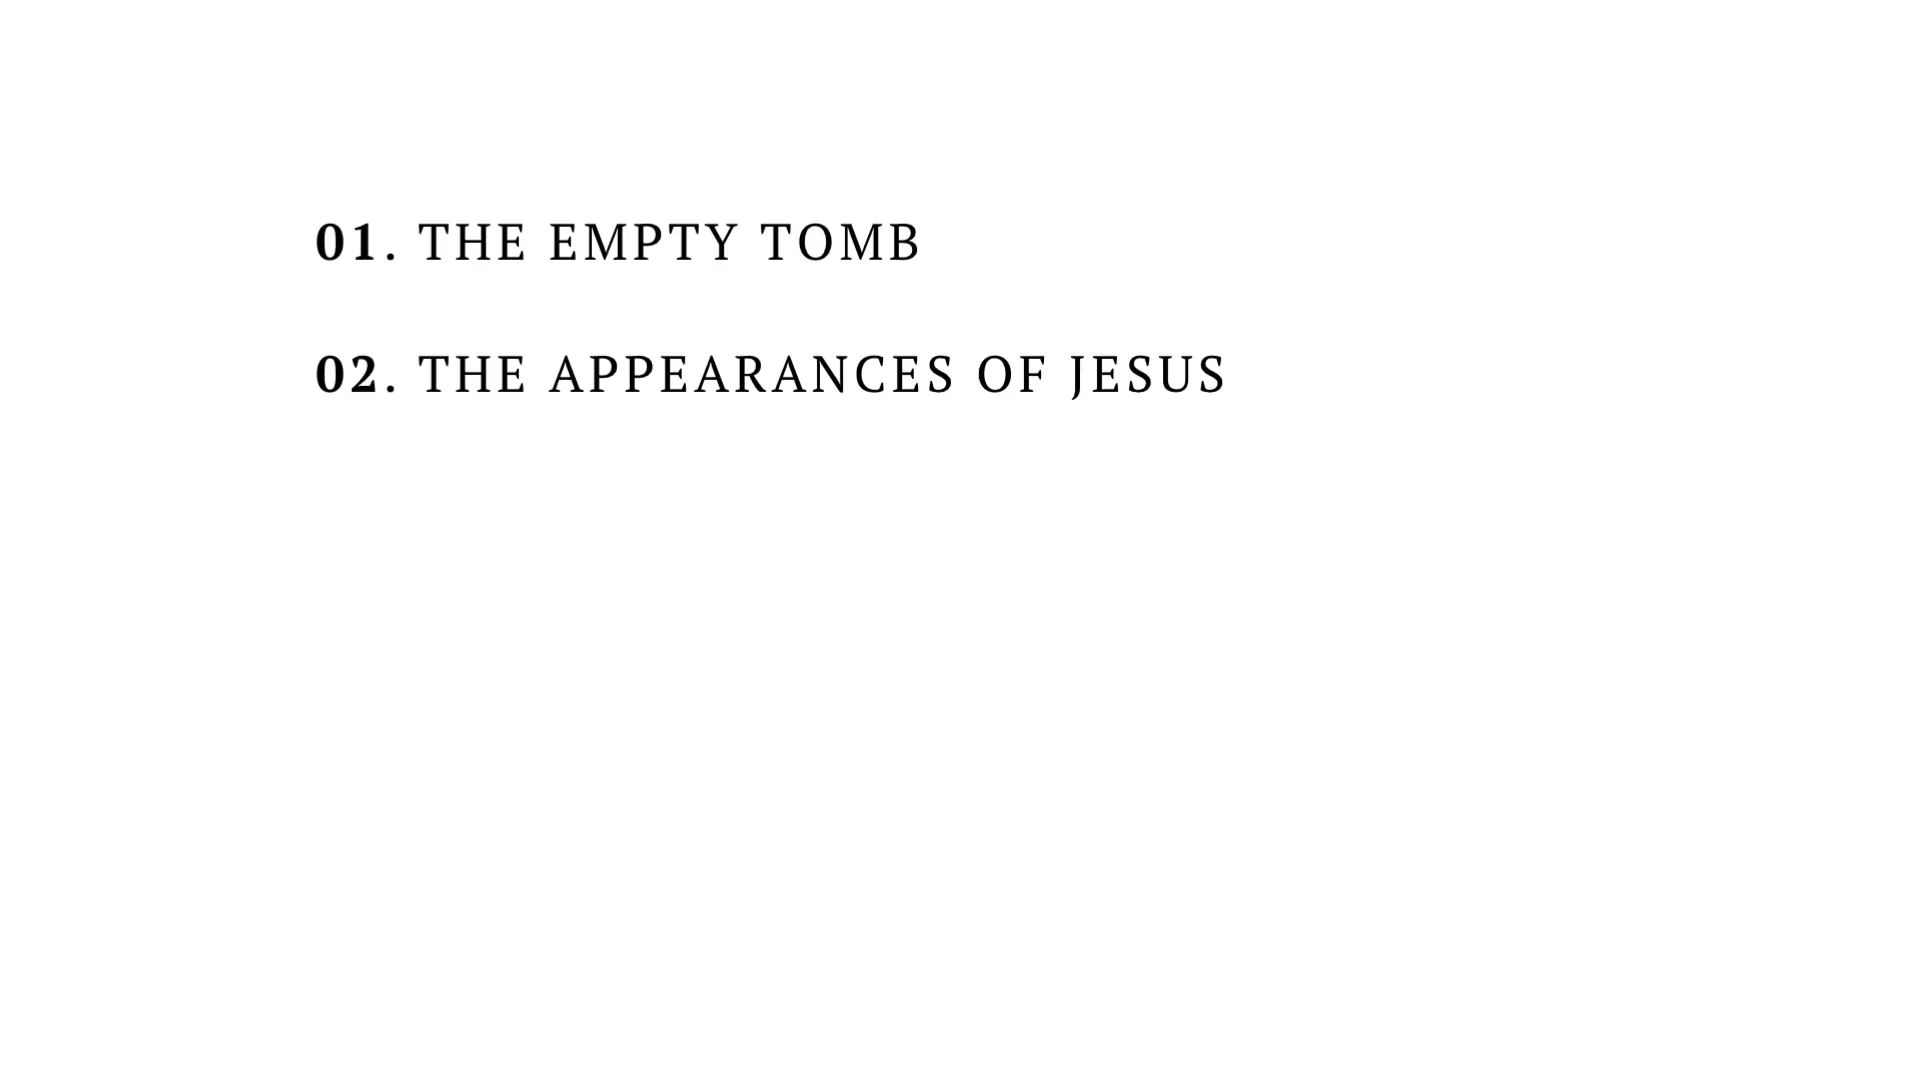 01. THE EMPTY TOMB
02. THE APPEARANCES OF JESUS